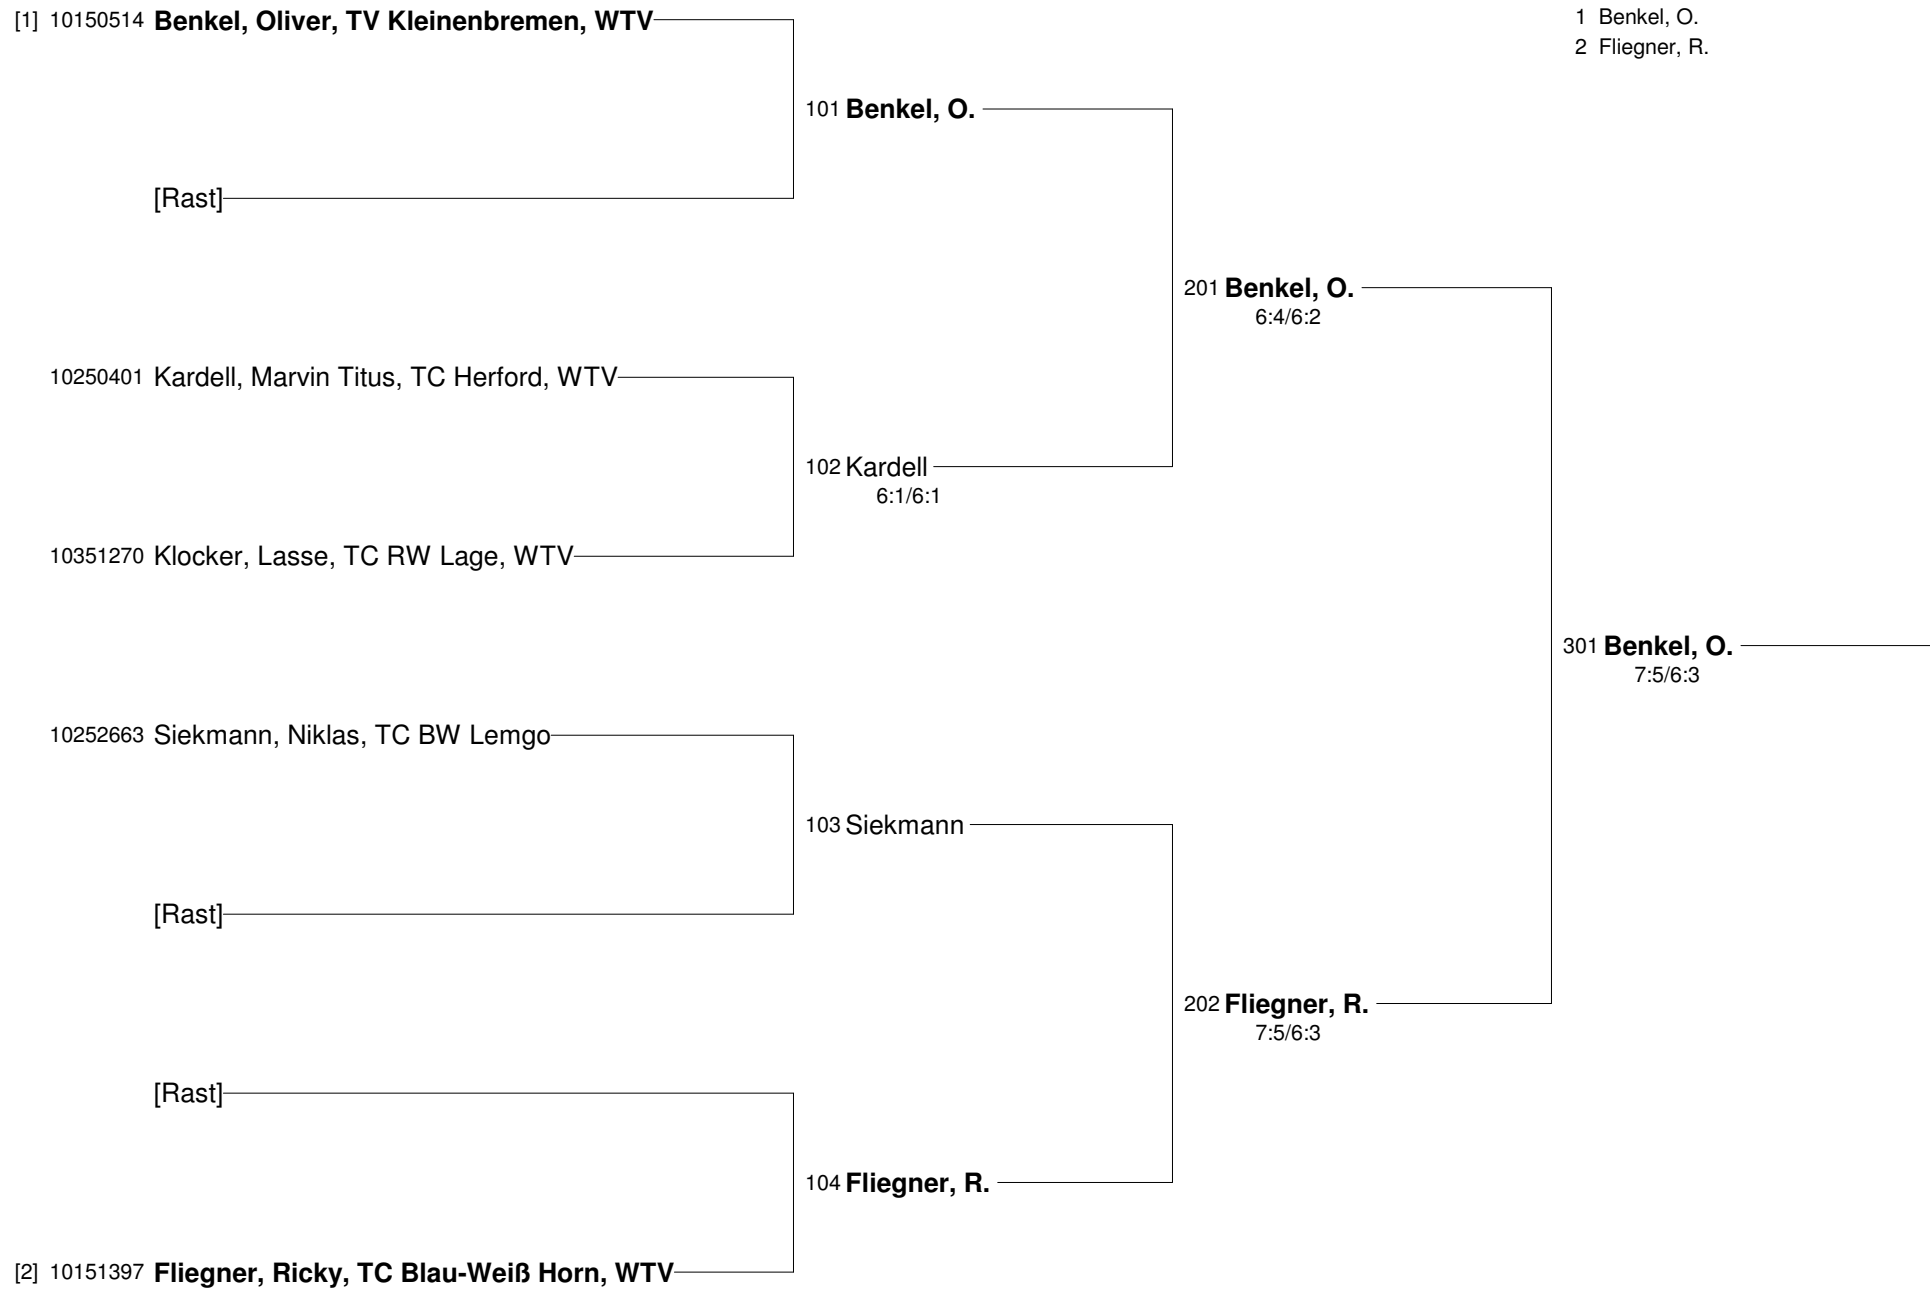 [1] 10150514 Benkel, Oliver, TV Kleinenbremen, WTV
1 Benkel, O.
2 Fliegner, R.
101 Benkel, O.
[Rast]
201 Benkel, O.
6:4/6:2
10250401 Kardell, Marvin Titus, TC Herford, WTV
102 Kardell
6:1/6:1
10351270 Klocker, Lasse, TC RW Lage, WTV
301 Benkel, O.
7:5/6:3
10252663 Siekmann, Niklas, TC BW Lemgo
103 Siekmann
[Rast]
202 Fliegner, R.
7:5/6:3
[Rast]
104 Fliegner, R.
[2] 10151397 Fliegner, Ricky, TC Blau-Weiß Horn, WTV